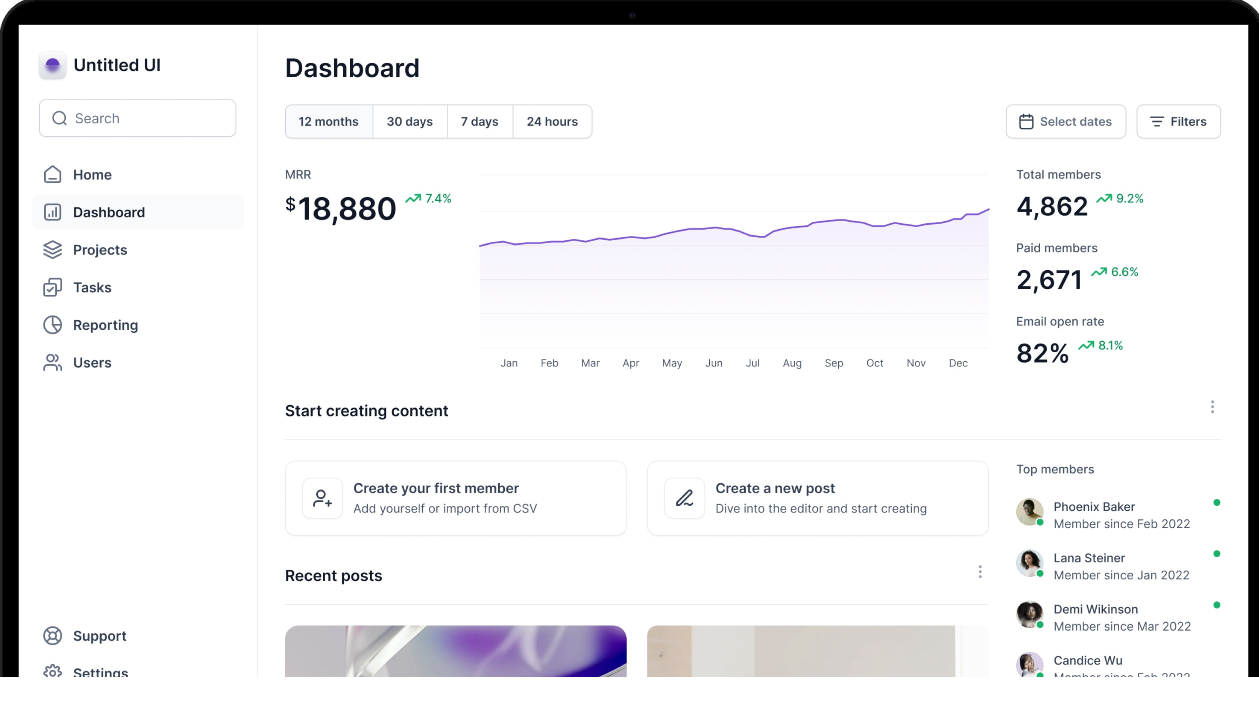 Untitled UI
Search
Home
Dashboard
Projects
Tasks
Reporting
Users
Support
Settings
Dashboard
12 months
30 days
7 days
24 hours
Select dates
Filters
MRR
$18,880
7.4%
Jan Feb Mar Apr May Jun Jul Aug Sep Oct Nov Dec
Total members
4,862
9.2%
Paid members
2,671
6.6%
Email open rate
82%
8.1%
Start creating content
Create your first member
Add yourself or import from CSV
Create a new post
Dive into the editor and start creating
Recent posts
Top members
Phoenix Baker
Member since Feb 2022
Lana Steiner
Member since Jan 2022
Demi Wikinson
Member since Mar 2022
Candice Wu
Member since Feb 2022